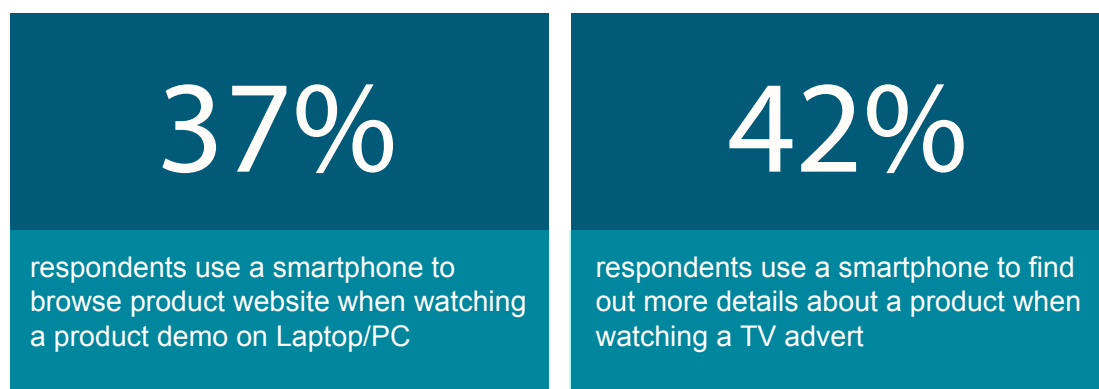 37%
respondents use a smartphone to
browse product website when watching
a product demo on Laptop/PC
42%
respondents use a smartphone to find
out more details about a product when
watching a TV advert